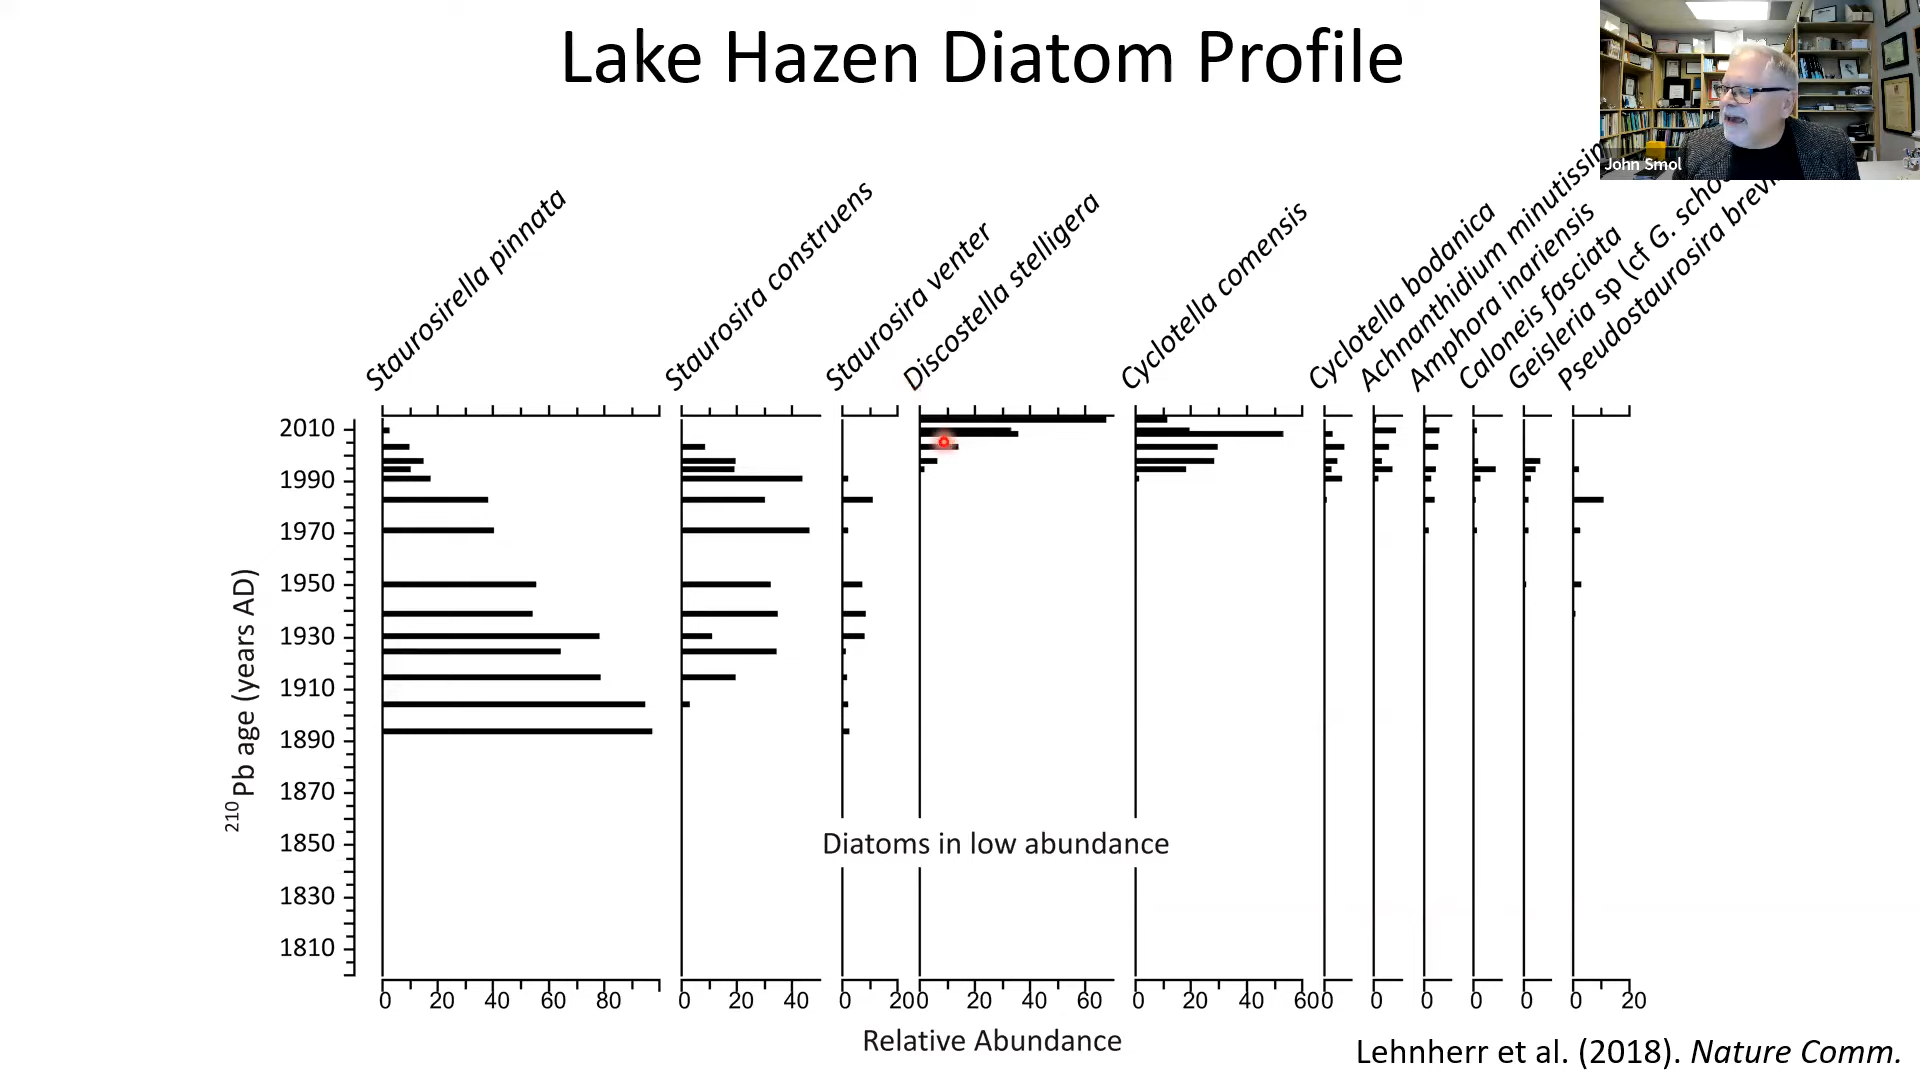 Lake Hazen Diatom Profile
John Smol
Staurosirella pinnata
Staurosira construens
Staurosira venter
Discostella stelligera
Cyclotella comensis
Cyclotella bodanica
Achnanthidium
Amphora inariensis
Caloneis fasciata
Geisleria sp (cf G.
Pseudostaurosira
2010
1990
1970
1950
1930
1910
1890
1870
1850
1830
1810
210 Pb age (years AD)
Diatoms in low abundance
0 20 40 60 80 0 20 40 0 20 0 20 40 60 0 20 40 60 0 0 0 0 0 0 20
Relative Abundance
Lehnherr et al. (2018). Nature Comm.